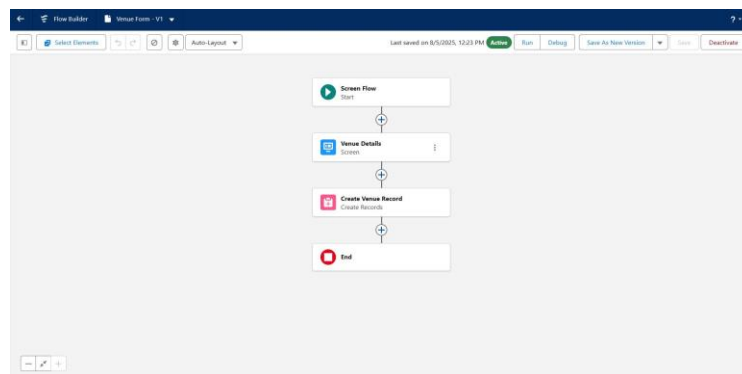 Flow Builder Venue Form - V1 ?
Select Elements Auto-Layout Last saved on 8/5/2025, 12:23 PM Active Run Debug Save As New Version Save Deactivate
Screen Flow
Start
Venue Details
Screen
Create Venue Record
Create Records
End